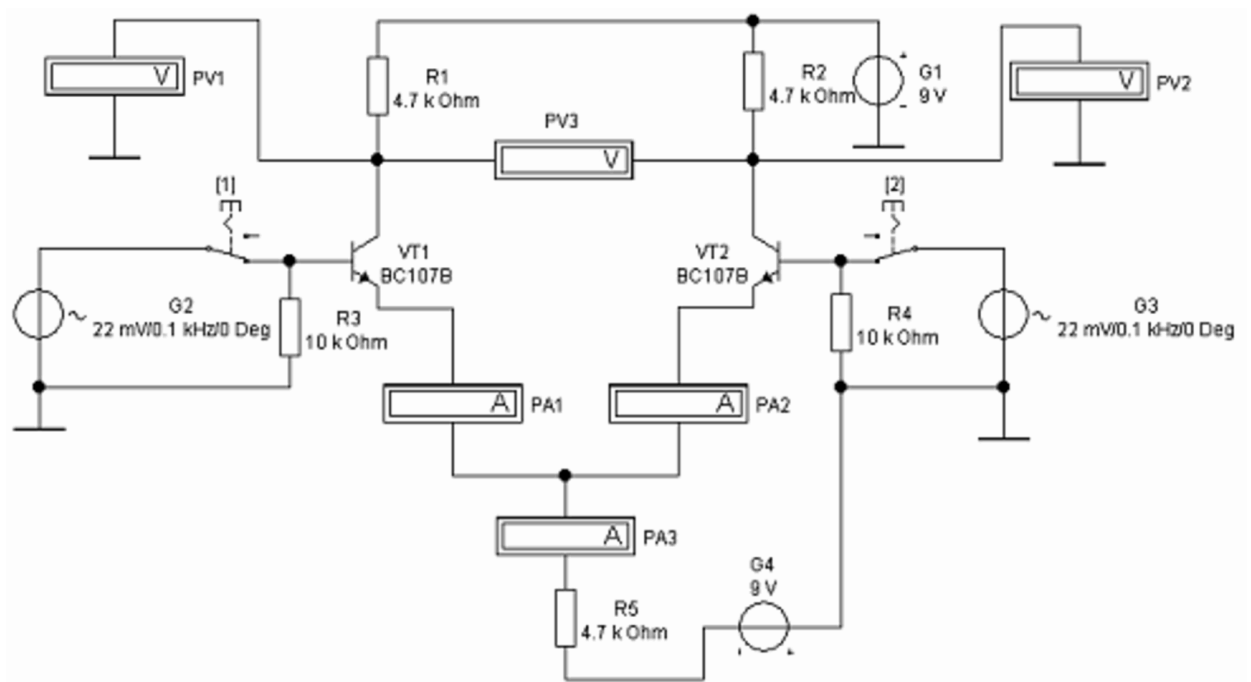 V
PV1
R1
4.7 k Ohm
R2
4.7 k Ohm
+
G1
-
9 V
V
PV2
PV3
V
[1]
[2]
VT1
BC107B
VT2
BC107B
G2
~
22 mV/0.1 kHz/0 Deg
R3
10 k Ohm
R4
10 k Ohm
G3
~
22 mV/0.1 kHz/0 Deg
A
PA1
A
PA2
A
PA3
G4
9 V
R5
4.7 k Ohm
-
+